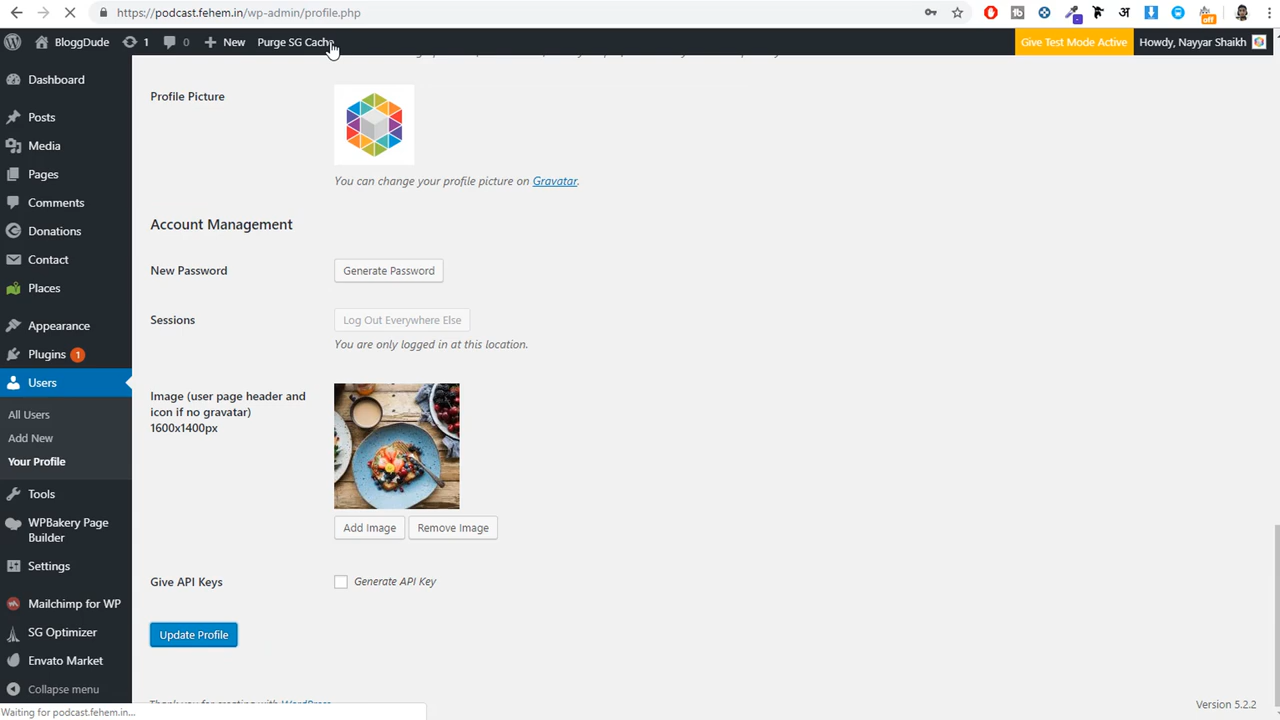 https://podcast.fehem.in/wp-admin/profile.php
अ
off
BloggDude
1
0
New
Purge SG Cache
Give Test Mode Active
Howdy, Nayyar Shaikh
Dashboard
Posts
Media
Pages
Comments
Donations
Contact
Places
Appearance
Plugins 1
Users
All Users
Add New
Your Profile
Tools
WPBakery Page
Builder
Settings
Mailchimp for WP
SG Optimizer
Envato Market
Collapse menu
Profile Picture
You can change your profile picture on Gravatar.
Account Management
New Password
Generate Password
Sessions
Log Out Everywhere Else
You are only logged in at this location.
Image (user page header and
icon if no gravatar)
1600x1400px
Add Image
Remove Image
Give API Keys
Generate API Key
Update Profile
Thank you for creating with WordPress
Version 5.2.2
Waiting for podcast.fehem.in...